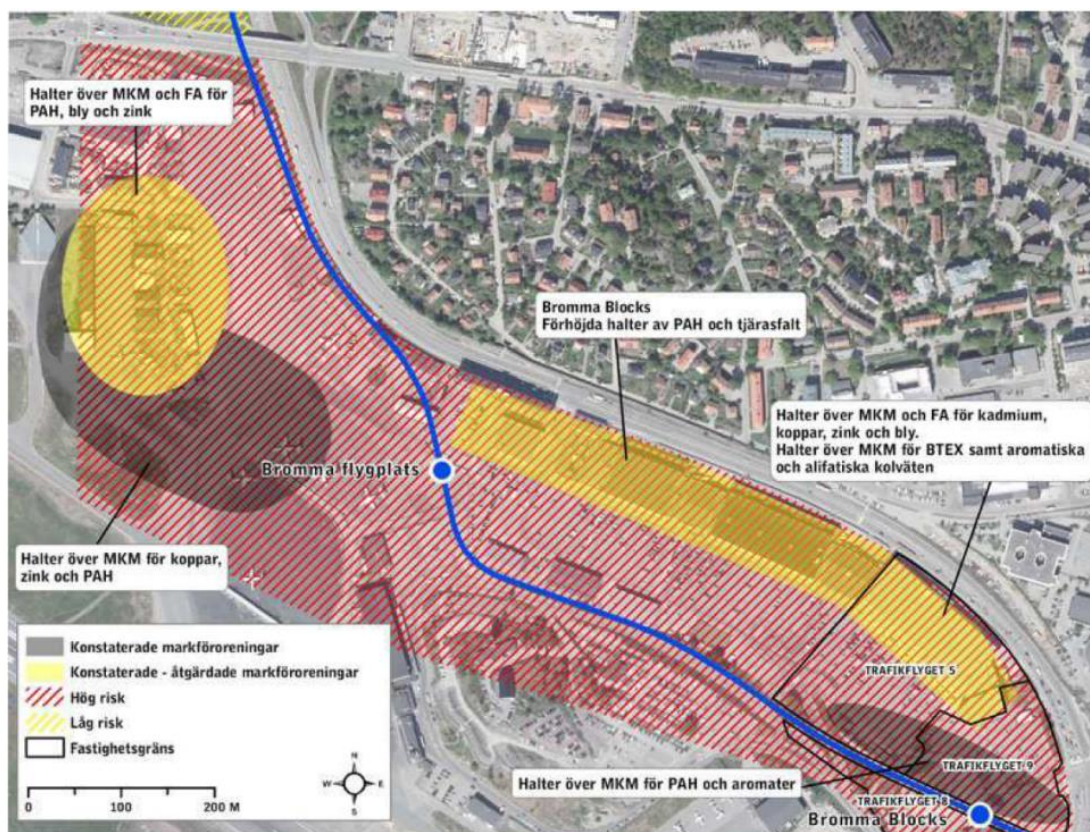 Halter över MKM och FA för
PAH, bly och zink
Bromma Blocks
Förhöjda halter av PAH och tjärasfalt
Halter över MKM och FA för kadmium,
koppar, zink och bly.
Halter över MKM för BTEX samt aromatiska
och alifatiska kolväten
Bromma flygplats
Halter över MKM för koppar,
zink och PAH
Konstaterade markföroreningar
Konstaterade - åtgärdade markföroreningar
Hög risk
Låg risk
Fastighetsgräns
N
W
E
S
0 100 200 M
TRAFIKFLYGET 5
TRAFIKFLYGET 9
Halter över MKM för PAH och aromater
TRAFIKFLYGET 8
Bromma Blocks